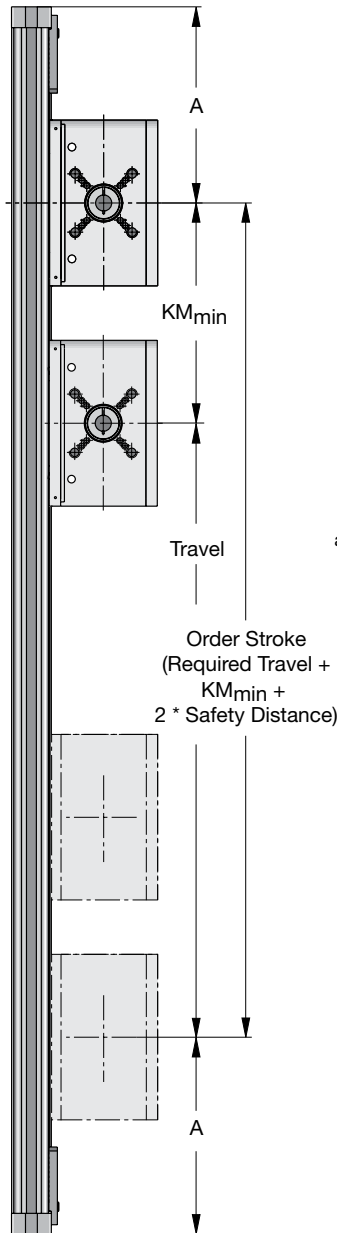 A
KMmin
Travel
a
Order Stroke
(Required Travel +
KMmin +
2 * Safety Distance)
A